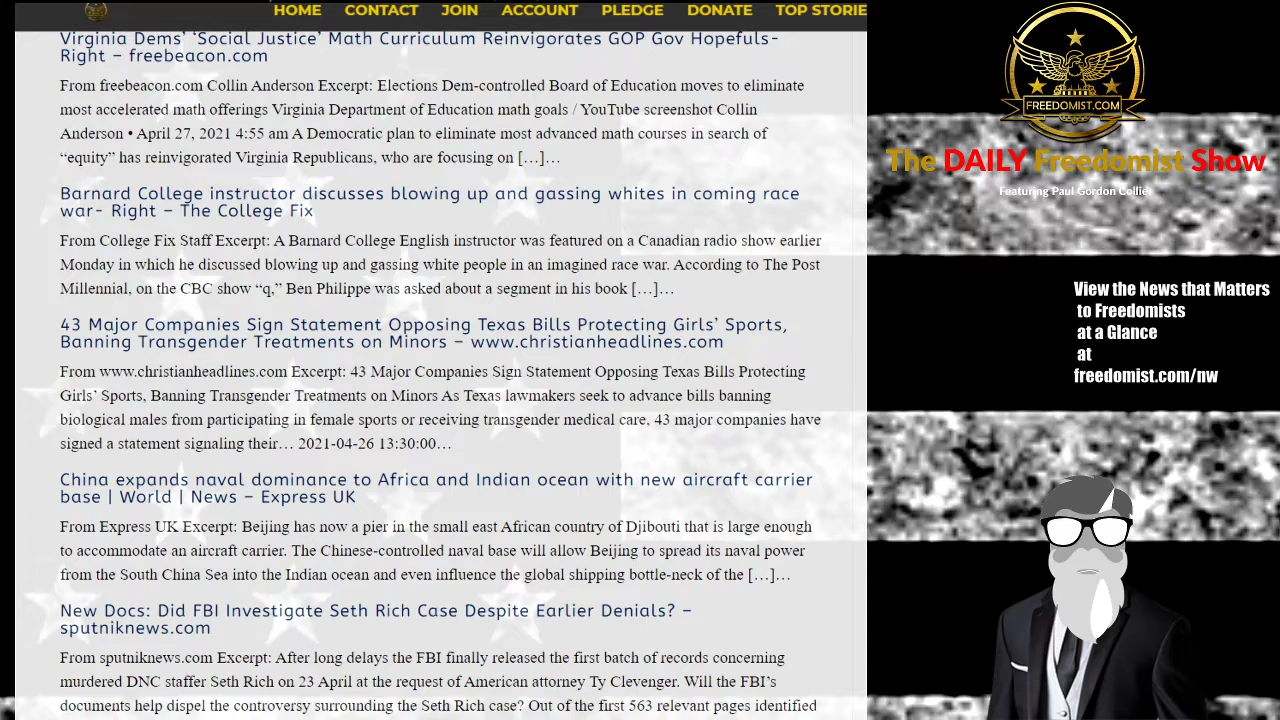 HOME CONTACT JOIN ACCOUNT PLEDGE DONATE TOP STORIE
Virginia Dems’ ‘Social Justice’ Math Curriculum Reinvigorates GOP Gov Hopefuls-
Right – freebeacon.com
From freebeacon.com Collin Anderson Excerpt: Elections Dem-controlled Board of Education moves to eliminate
most accelerated math offerings Virginia Department of Education math goals / YouTube screenshot Collin
Anderson • April 27, 2021 4:55 am A Democratic plan to eliminate most advanced math courses in search of
“equity” has reinvigorated Virginia Republicans, who are focusing on […]…
Barnard College instructor discusses blowing up and gassing whites in coming race
war- Right – The College Fix
From College Fix Staff Excerpt: A Barnard College English instructor was featured on a Canadian radio show earlier
Monday in which he discussed blowing up and gassing white people in an imagined race war. According to The Post
Millennial, on the CBC show “q,” Ben Philippe was asked about a segment in his book […]…
43 Major Companies Sign Statement Opposing Texas Bills Protecting Girls’ Sports,
Banning Transgender Treatments on Minors – www.christianheadlines.com
From www.christianheadlines.com Excerpt: 43 Major Companies Sign Statement Opposing Texas Bills Protecting
Girls’ Sports, Banning Transgender Treatments on Minors As Texas lawmakers seek to advance bills banning
biological males from participating in female sports or receiving transgender medical care, 43 major companies have
signed a statement signaling their… 2021-04-26 13:30:00…
China expands naval dominance to Africa and Indian ocean with new aircraft carrier
base | World | News – Express UK
From Express UK Excerpt: Beijing has now a pier in the small east African country of Djibouti that is large enough
to accommodate an aircraft carrier. The Chinese-controlled naval base will allow Beijing to spread its naval power
from the South China Sea into the Indian ocean and even influence the global shipping bottle-neck of the […]…
New Docs: Did FBI Investigate Seth Rich Case Despite Earlier Denials? –
sputniknews.com
From sputniknews.com Excerpt: After long delays the FBI finally released the first batch of records concerning
murdered DNC staffer Seth Rich on 23 April at the request of American attorney Ty Clevenger. Will the FBI’s
documents help dispel the controversy surrounding the Seth Rich case? Out of the first 563 relevant pages identified
FREEDOMIST.COM
The DAILY Freedomist Show
Featuring Paul Gordon Collie
View the News that Matters
to Freedomists
at a Glance
at
freedomist.com/nw